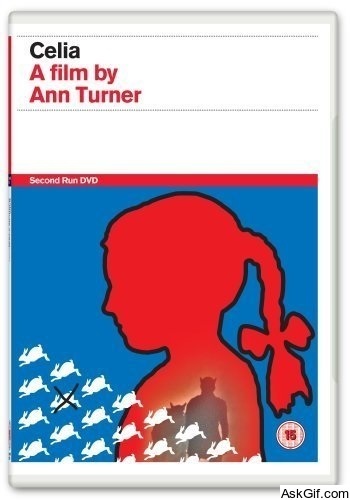 Celia
A film by
Ann Turner
Second Run DVD
15
AskGif.com